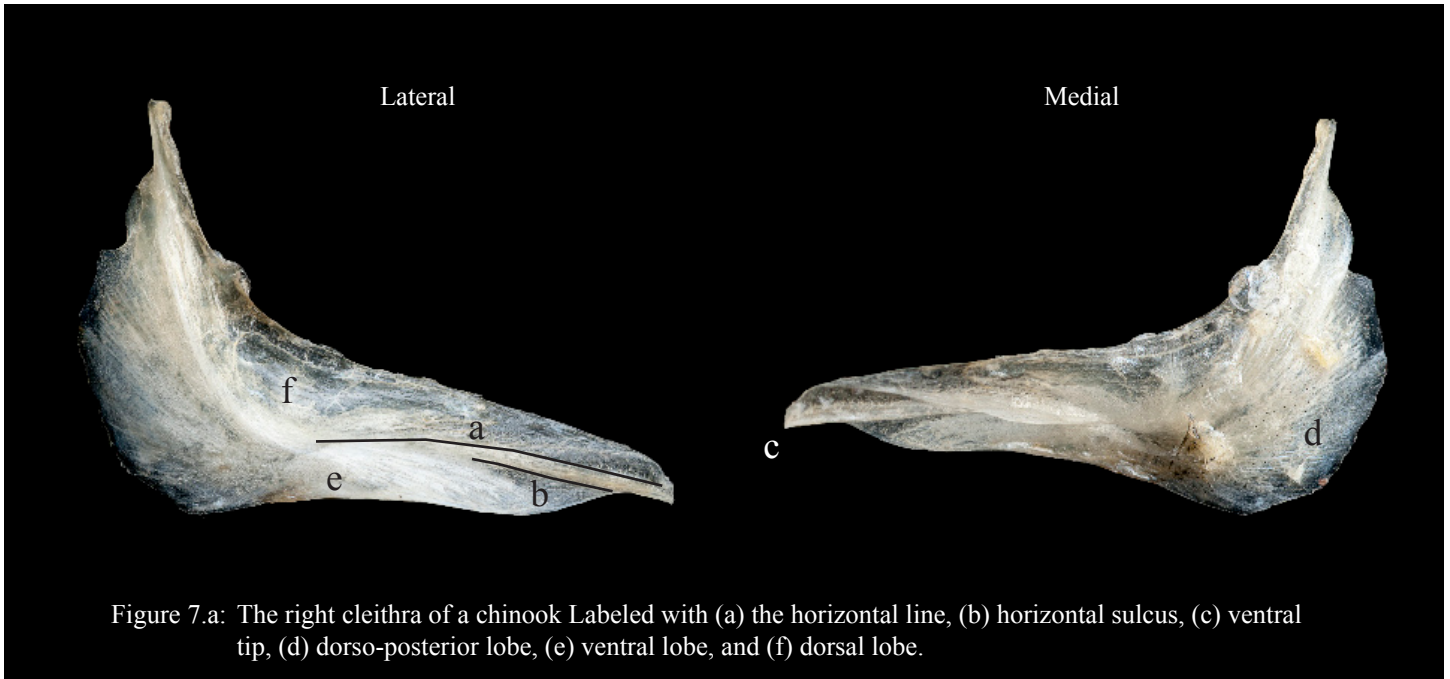 Lateral
Medial
f
a
e
b
c
d
Figure 7.a: The right cleithra of a chinook Labeled with (a) the horizontal line, (b) horizontal sulcus, (c) ventral
tip, (d) dorso-posterior lobe, (e) ventral lobe, and (f) dorsal lobe.